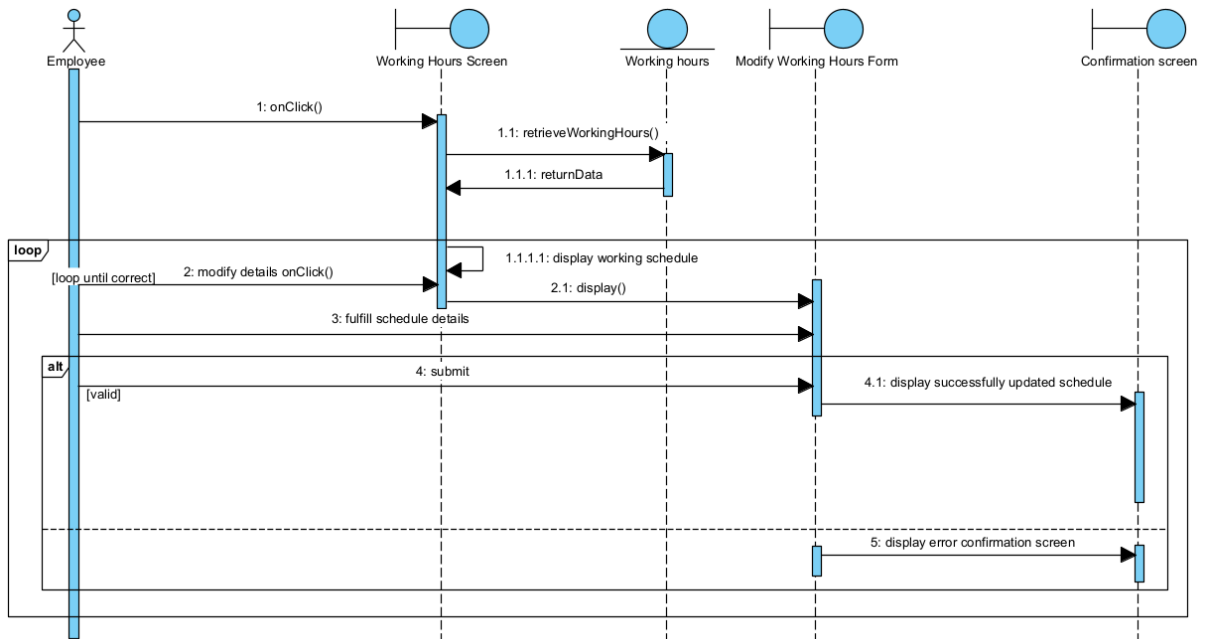 Employee
Working Hours Screen
Working hours
Modify Working Hours Form
Confirmation screen
1: onClick()
1.1: retrieveWorkingHours()
1.1.1: returnData
loop
1.1.1.1: display working schedule
[loop until correct]
2: modify details onClick()
2.1: display()
3: fulfill schedule details
alt
4: submit
[valid]
4.1: display successfully updated schedule
5: display error confirmation screen